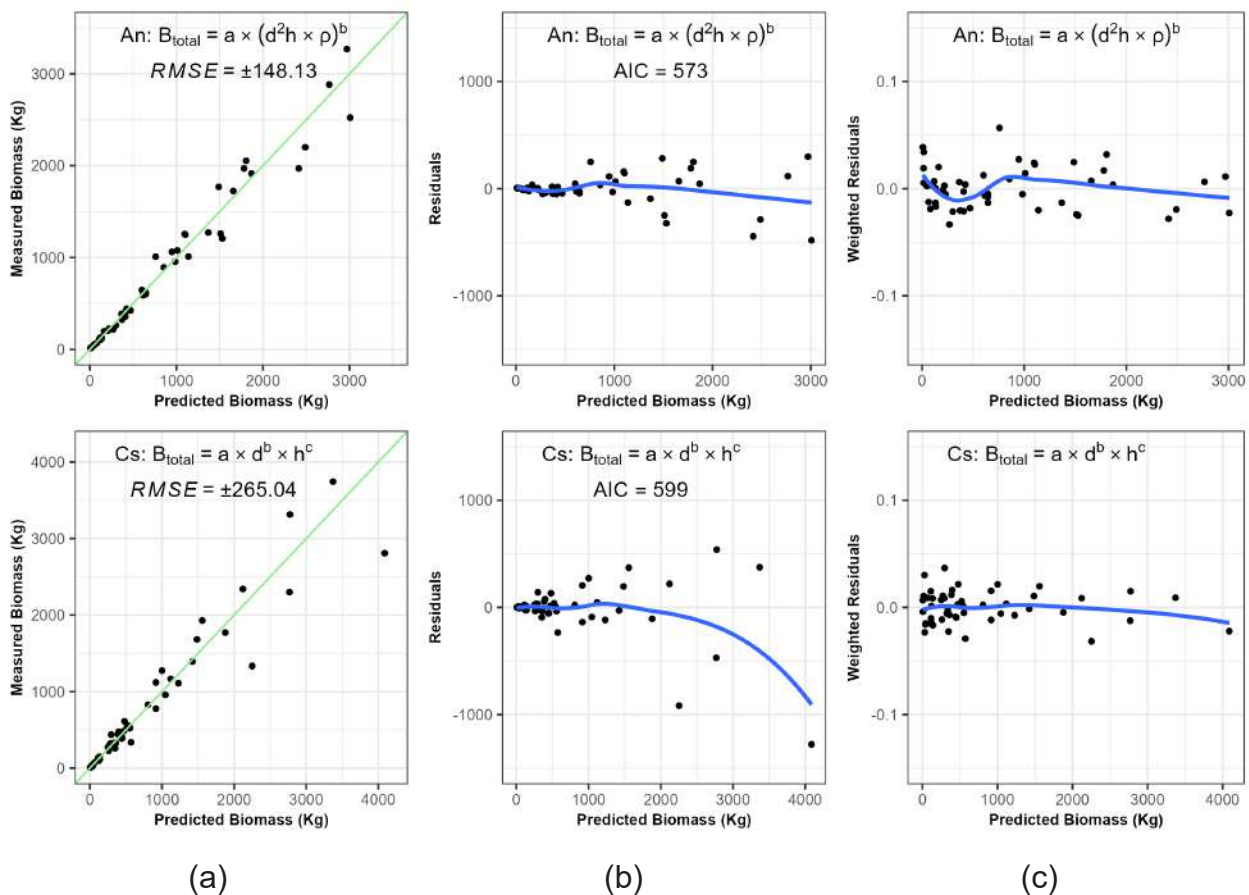 An: B_total = a × (d²h × ρ)^b
RMSE = ±148.13
Measured Biomass (Kg)
3000
2000
1000
0
0 1000 2000 3000
Predicted Biomass (Kg)
An: B_total = a × (d²h × ρ)^b
AIC = 573
Residuals
1000
0
-1000
0 1000 2000 3000
Predicted Biomass (Kg)
An: B_total = a × (d²h × ρ)^b
Weighted Residuals
0.1
0.0
-0.1
0 1000 2000 3000
Predicted Biomass (Kg)
Cs: B_total = a × d^b × h^c
RMSE = ±265.04
Measured Biomass (Kg)
4000
3000
2000
1000
0
0 1000 2000 3000 4000
Predicted Biomass (Kg)
Cs: B_total = a × d^b × h^c
AIC = 599
Residuals
1000
0
-1000
0 1000 2000 3000 4000
Predicted Biomass (Kg)
Cs: B_total = a × d^b × h^c
Weighted Residuals
0.1
0.0
-0.1
0 1000 2000 3000 4000
Predicted Biomass (Kg)
(a) (b) (c)